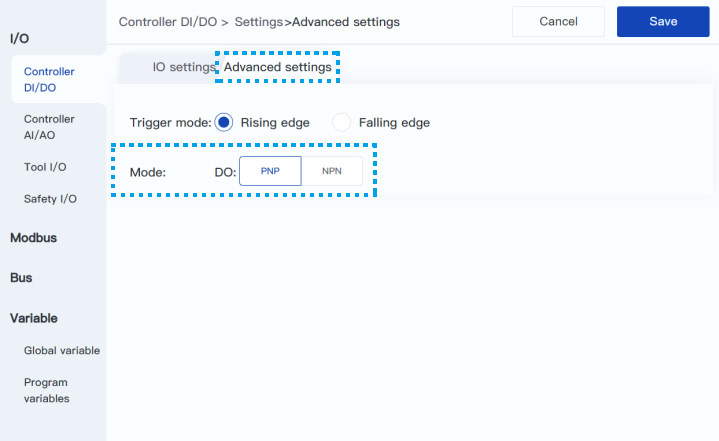 Controller DI/DO > Settings>Advanced settings
Cancel
Save
I/O
Controller
DI/DO
Controller
AI/AO
Tool I/O
Safety I/O
Modbus
Bus
Variable
Global variable
Program
variables
IO settings
Advanced settings
Trigger mode: Rising edge Falling edge
Mode: DO: PNP NPN